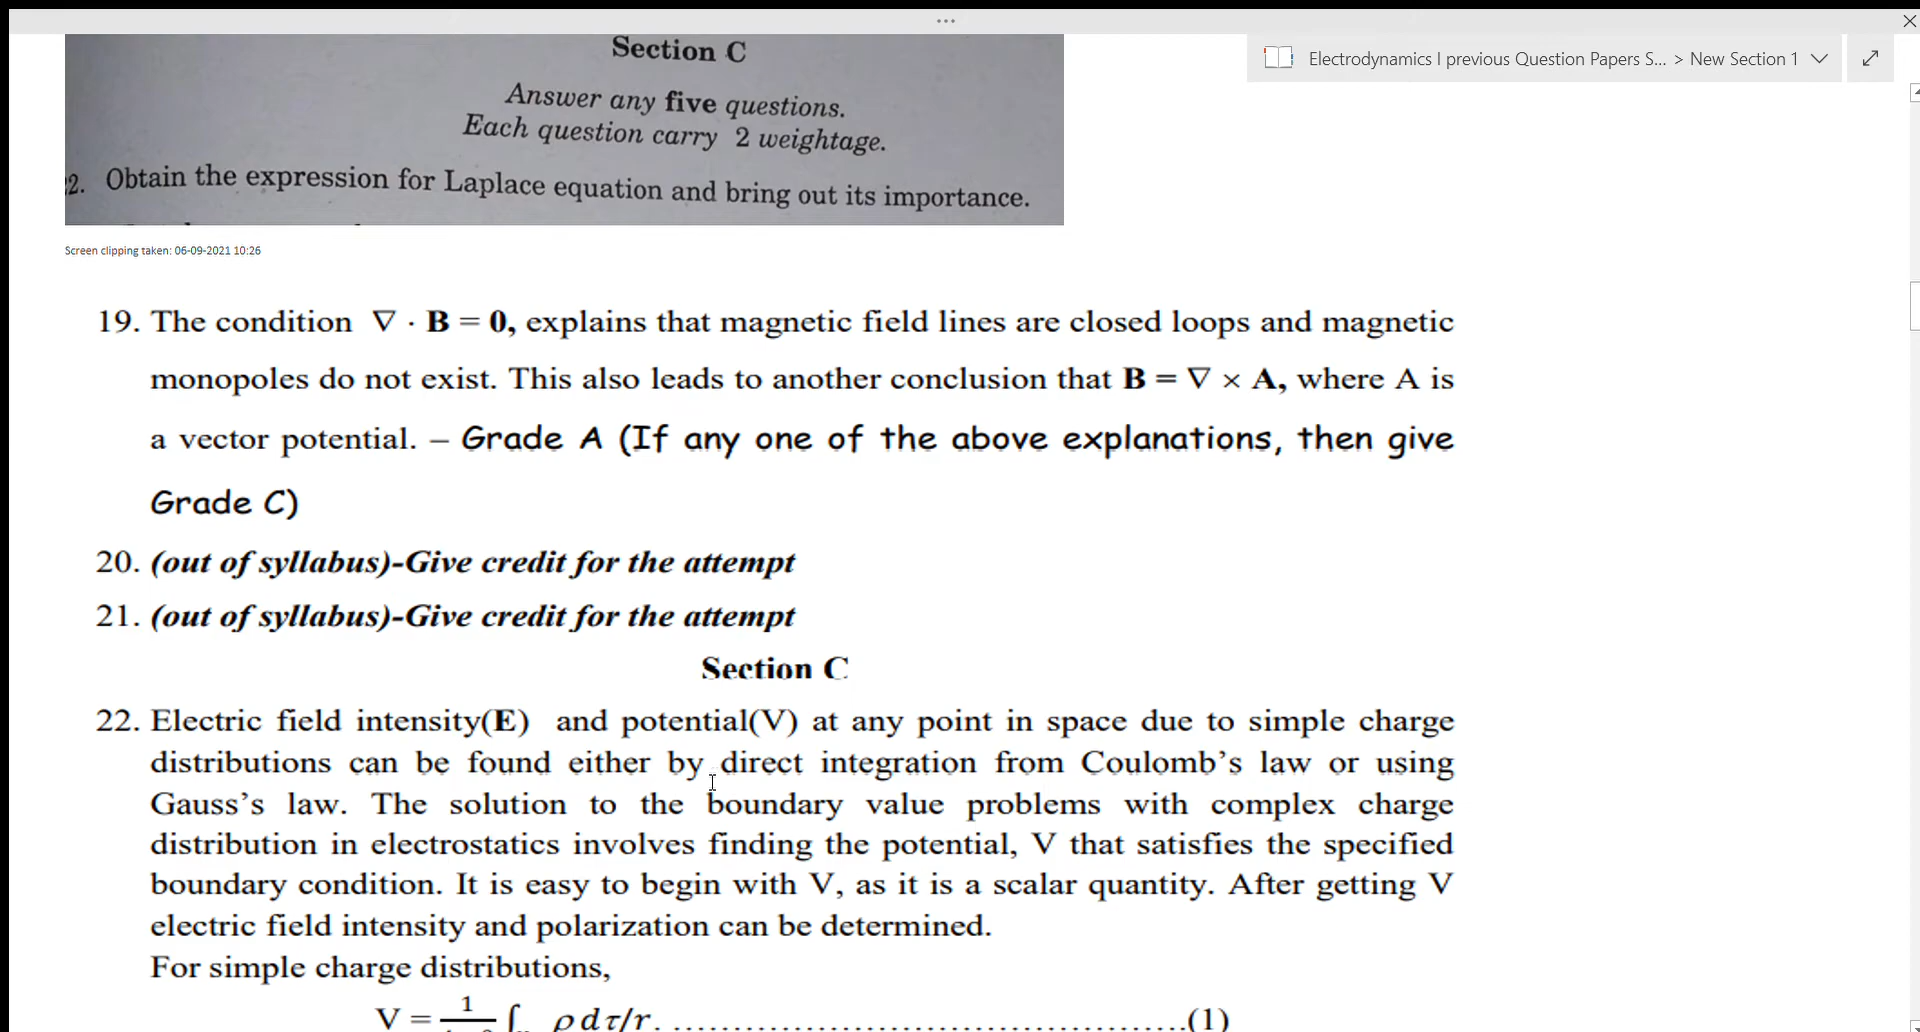 ...
Electrodynamics I previous Question Papers S... > New Section 1
Section C
Answer any five questions.
Each question carry 2 weightage.
2. Obtain the expression for Laplace equation and bring out its importance.
Screen clipping taken: 06-09-2021 10:26
19. The condition ∇ · B = 0, explains that magnetic field lines are closed loops and magnetic
monopoles do not exist. This also leads to another conclusion that B = ∇ × A, where A is
a vector potential. – Grade A (If any one of the above explanations, then give
Grade C)
20. (out of syllabus)-Give credit for the attempt
21. (out of syllabus)-Give credit for the attempt
Section C
22. Electric field intensity(E) and potential(V) at any point in space due to simple charge
distributions can be found either by direct integration from Coulomb’s law or using
Gauss’s law. The solution to the boundary value problems with complex charge
distribution in electrostatics involves finding the potential, V that satisfies the specified
boundary condition. It is easy to begin with V, as it is a scalar quantity. After getting V
electric field intensity and polarization can be determined.
For simple charge distributions,
V = 1 ∫ ρ dτ/r. ..........................................(1)